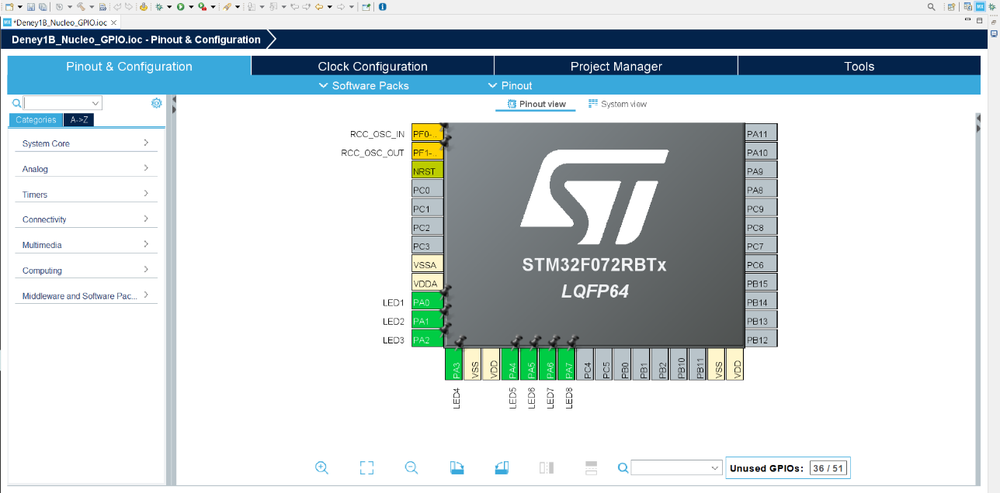 *Deney1B_Nucleo_GPIO.ioc
Deney1B_Nucleo_GPIO.ioc - Pinout & Configuration
Pinout & Configuration
Clock Configuration
Project Manager
Tools
Software Packs
Pinout
Pinout view
System view
Categories
A->Z
System Core
Analog
Timers
Connectivity
Multimedia
Computing
Middleware and Software Pac...
RCC_OSC_IN
PF0-..
RCC_OSC_OUT
PF1-..
NRST
PC0
PC1
PC2
PC3
VSSA
VDDA
LED1
PA0
LED2
PA1
LED3
PA2
STM32F072RBTx
LQFP64
PA11
PA10
PA9
PA8
PC9
PC8
PC7
PC6
PB15
PB14
PB13
PB12
PA3
VSS
VDD
PA4
PA5
PA6
PA7
PC4
PC5
PB0
PB1
PB2
PB10
PB11
VSS
VDD
LED4
LED5
LED6
LED7
LED8
Unused GPIOs: 36 / 51
MX
MX
ST